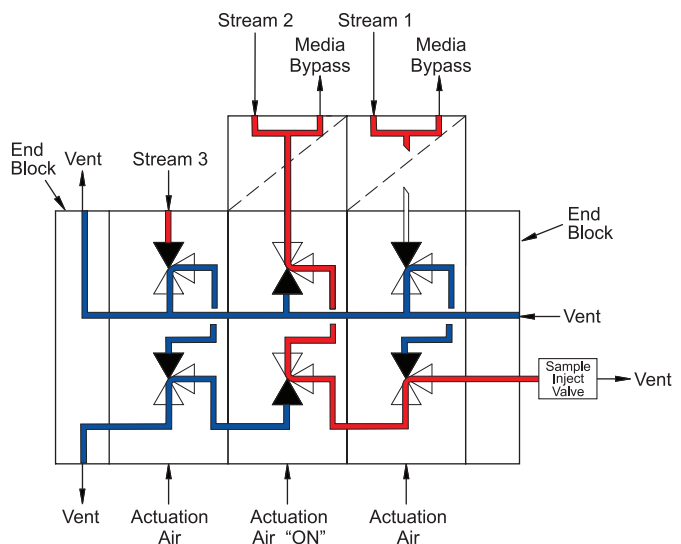 Stream 2
Stream 1
Media
Bypass
Media
Bypass
End
Block
Vent
Stream 3
End
Block
Vent
Sample
Inject
Valve
Vent
Vent
Actuation
Air
Actuation
Air "ON"
Actuation
Air